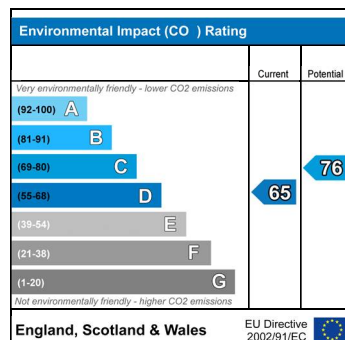 Environmental Impact (CO ) Rating
Current Potential
Very environmentally friendly - lower CO2 emissions
(92-100) A
(81-91) B
(69-80) C
76
(55-68) D
65
(39-54) E
(21-38) F
(1-20) G
Not environmentally friendly - higher CO2 emissions
England, Scotland & Wales
EU Directive
2002/91/EC